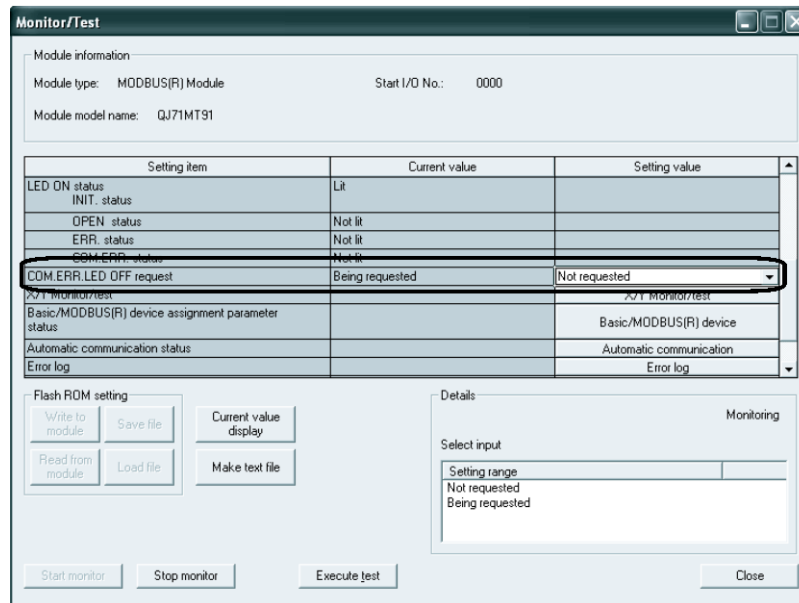 Monitor/Test
Module information
Module type: MODBUS(R) Module Start I/O No.: 0000
Module model name: QJ71MT91
Setting item Current value Setting value
LED ON status Lit
INIT. status
OPEN status Not lit
ERR. status Not lit
COM.ERR. status Not lit
COM.ERR.LED OFF request Being requested Not requested
X/Y Monitor/test X/Y Monitor/test
Basic/MODBUS(R) device assignment parameter
status Basic/MODBUS(R) device
Automatic communication status Automatic communication
Error log Error log
Flash ROM setting
Write to
module
Save file
Current value
display
Read from
module
Load file
Make text file
Details
Monitoring
Select input
Setting range
Not requested
Being requested
Start monitor Stop monitor Execute test Close